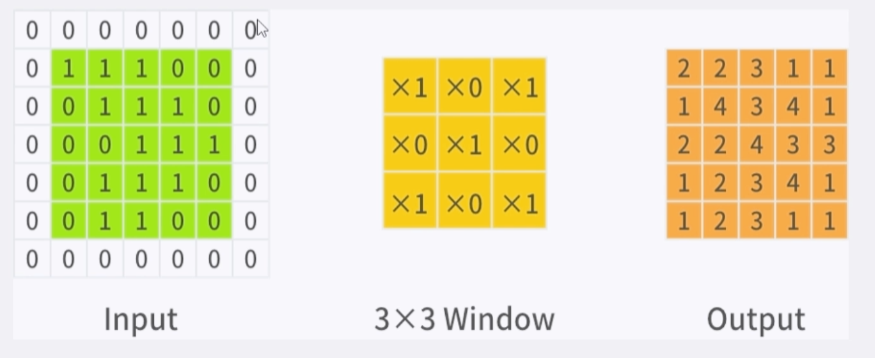 0 0 0 0 0 0 0
0 1 1 1 0 0 0
0 0 1 1 1 0 0
0 0 0 1 1 1 0
0 0 1 1 1 0 0
0 0 1 1 0 0 0
0 0 0 0 0 0 0
Input
×1 ×0 ×1
×0 ×1 ×0
×1 ×0 ×1
3×3 Window
2 2 3 1 1
1 4 3 4 1
2 2 4 3 3
1 2 3 4 1
1 2 3 1 1
Output